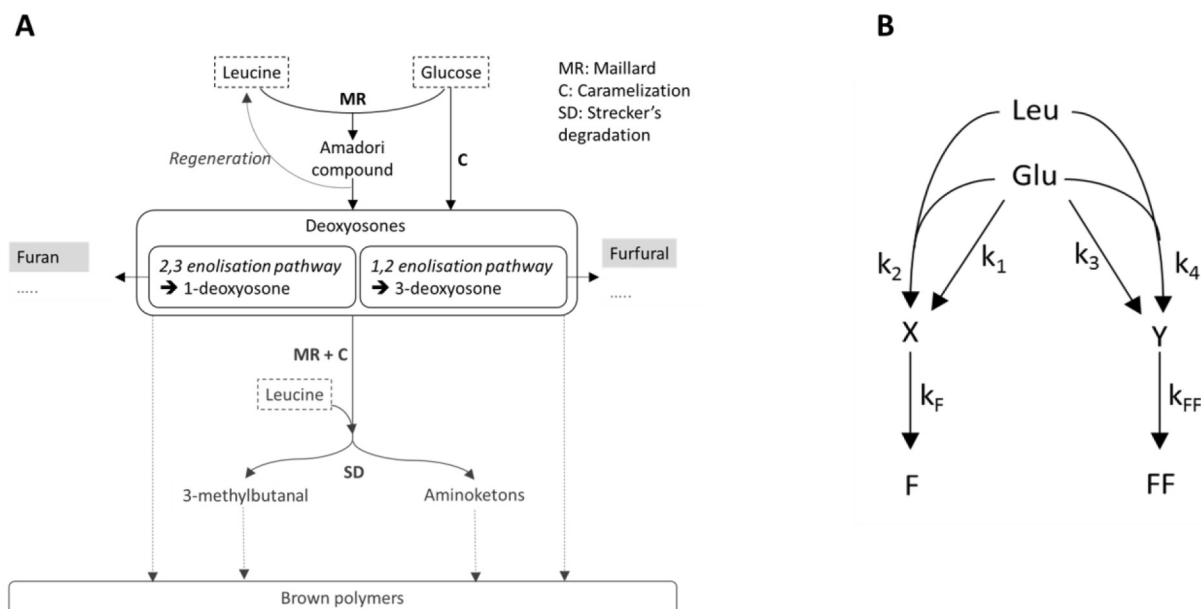 A
B
Leucine
Glucose
MR: Maillard
C: Caramelization
SD: Strecker's
degradation
MR
Regeneration
Amadori
compound
C
Deoxyosones
Furan
.....
2,3 enolisation pathway
➔ 1-deoxyosone
1,2 enolisation pathway
➔ 3-deoxyosone
Furfural
.....
MR + C
Leucine
SD
3-methylbutanal
Aminoketons
Brown polymers
Leu
Glu
k2
k1
k3
k4
X
Y
kF
kFF
F
FF